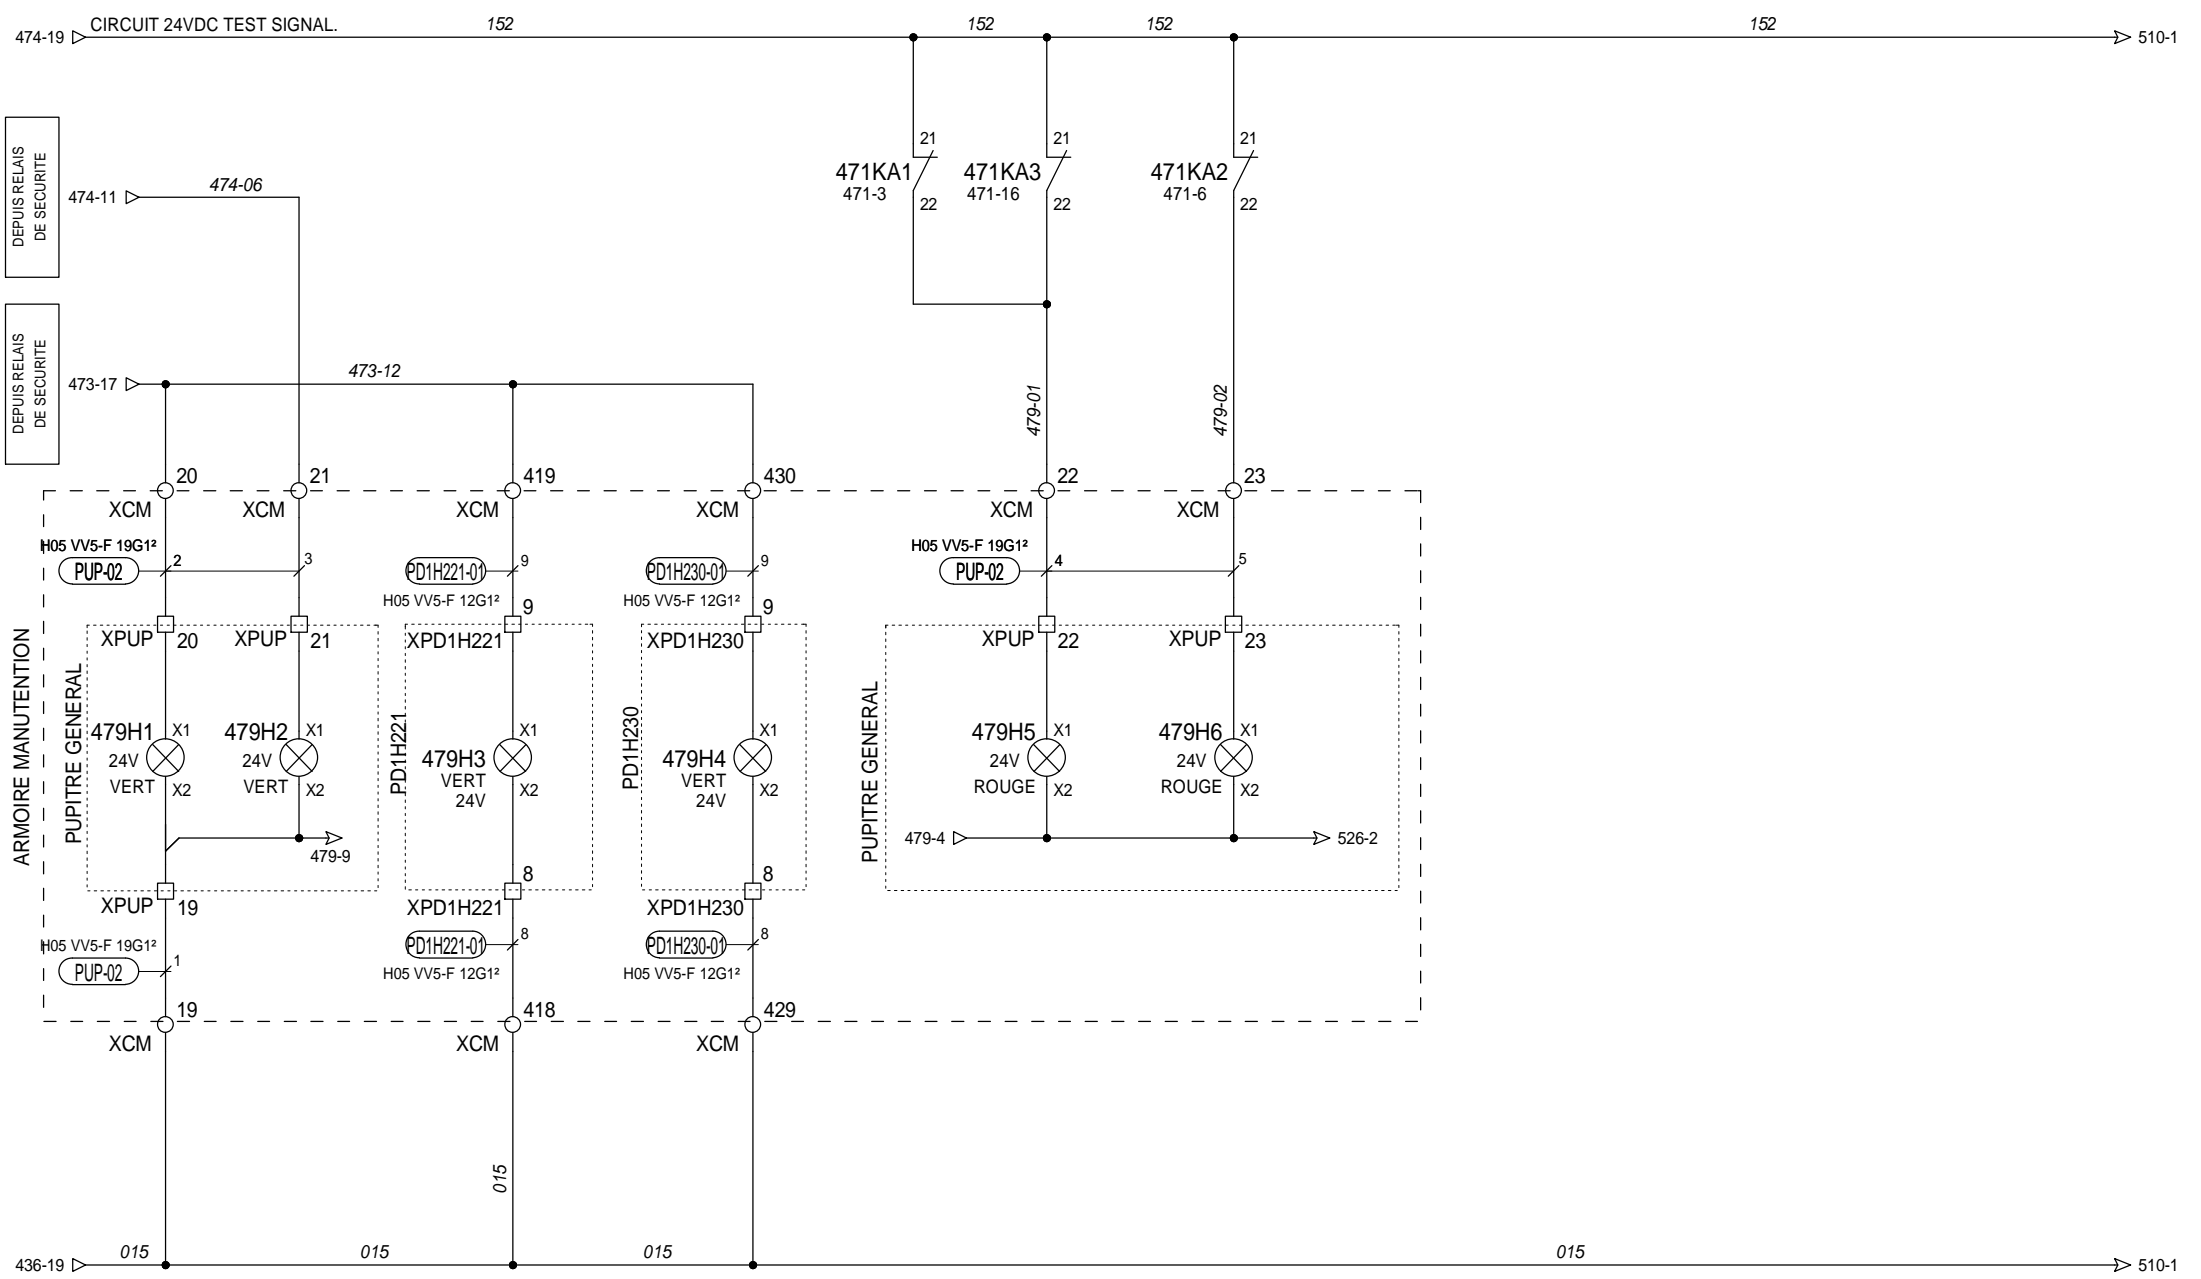 CIRCUIT 24VDC TEST SIGNAL.
152
152
152
152
474-19
510-1
DEPUIS RELAIS
DE SECURITE
474-11
474-06
21
471KA1
471-3
22
21
471KA3
471-16
22
21
471KA2
471-6
22
DEPUIS RELAIS
DE SECURITE
473-17
473-12
479-01
479-02
20
XCM
21
XCM
419
XCM
430
XCM
22
XCM
23
XCM
H05 VV5-F 19G1²
PUP-02
2
3
PD1H221-01
9
H05 VV5-F 12G1²
PD1H230-01
9
H05 VV5-F 12G1²
H05 VV5-F 19G1²
PUP-02
4
5
ARMOIRE MANUTENTION
PUPITRE GENERAL
XPUP
20
XPUP
21
9
XPD1H221
9
XPD1H230
XPUP
22
XPUP
23
PD1H221
PD1H230
PUPITRE GENERAL
479H1
24V
VERT
X1
X2
479H2
24V
VERT
X1
X2
479H3
VERT
24V
X1
X2
479H4
VERT
24V
X1
X2
479H5
24V
ROUGE
X1
X2
479H6
24V
ROUGE
X1
X2
479-9
479-4
526-2
XPUP
19
8
XPD1H221
8
XPD1H230
H05 VV5-F 19G1²
PUP-02
1
PD1H221-01
8
H05 VV5-F 12G1²
PD1H230-01
8
H05 VV5-F 12G1²
19
XCM
418
XCM
429
XCM
015
436-19
015
015
015
015
510-1